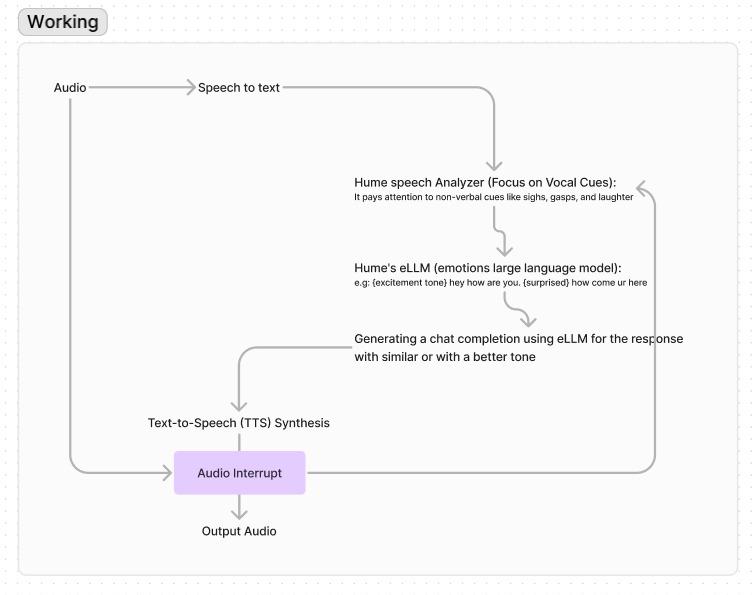 Working
Audio
Speech to text
Hume speech Analyzer (Focus on Vocal Cues):
It pays attention to non-verbal cues like sighs, gasps, and laughter
Hume's eLLM (emotions large language model):
e.g: {excitement tone} hey how are you. {surprised} how come ur here
Generating a chat completion using eLLM for the response
with similar or with a better tone
Text-to-Speech (TTS) Synthesis
Audio Interrupt
Output Audio